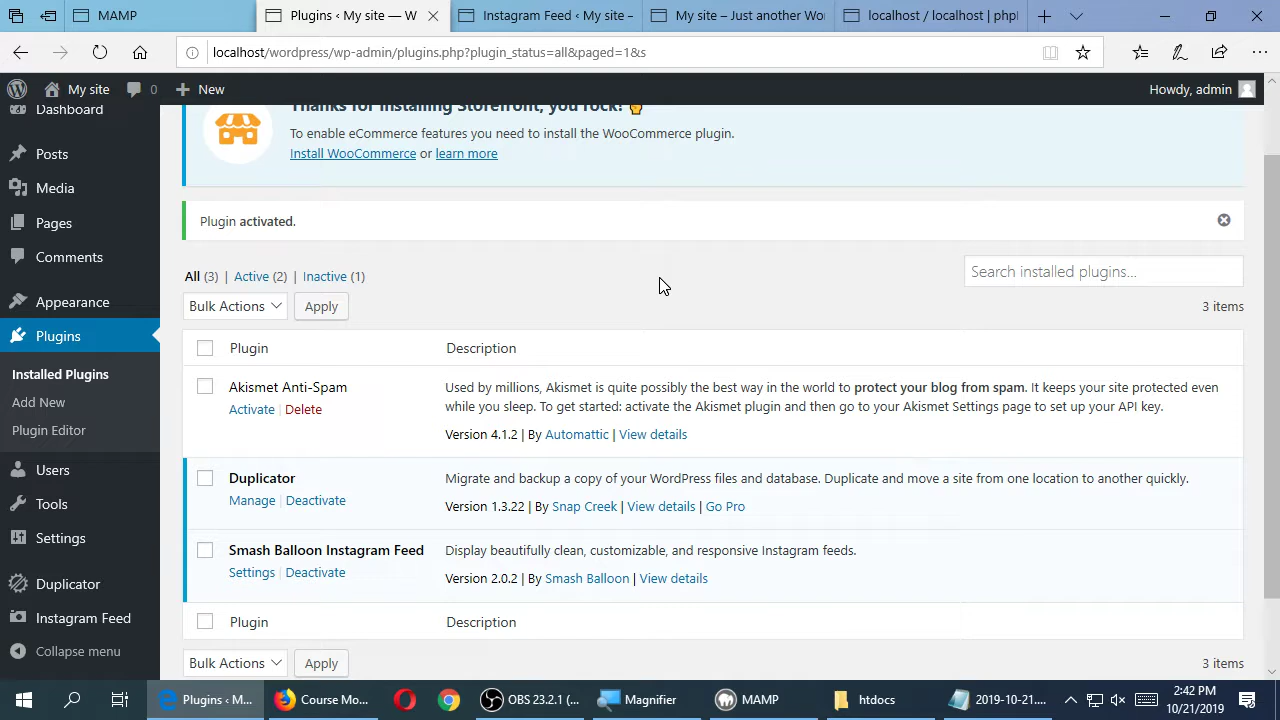 MAMP
Plugins ‹ My site — W
Instagram Feed ‹ My site –
My site – Just another Wo
localhost / localhost | phpl
localhost/wordpress/wp-admin/plugins.php?plugin_status=all&paged=1&s
My site
0
New
Howdy, admin
Dashboard
Posts
Media
Pages
Comments
Appearance
Plugins
Installed Plugins
Add New
Plugin Editor
Users
Tools
Settings
Duplicator
Instagram Feed
Collapse menu
Thanks for installing Storefront, you rock!
To enable eCommerce features you need to install the WooCommerce plugin.
Install WooCommerce or learn more
Plugin activated.
All (3) | Active (2) | Inactive (1)
Search installed plugins...
Bulk Actions
Apply
3 items
Plugin
Description
Akismet Anti-Spam
Activate | Delete
Used by millions, Akismet is quite possibly the best way in the world to protect your blog from spam. It keeps your site protected even
while you sleep. To get started: activate the Akismet plugin and then go to your Akismet Settings page to set up your API key.
Version 4.1.2 | By Automattic | View details
Duplicator
Manage | Deactivate
Migrate and backup a copy of your WordPress files and database. Duplicate and move a site from one location to another quickly.
Version 1.3.22 | By Snap Creek | View details | Go Pro
Smash Balloon Instagram Feed
Settings | Deactivate
Display beautifully clean, customizable, and responsive Instagram feeds.
Version 2.0.2 | By Smash Balloon | View details
Plugin
Description
Bulk Actions
Apply
3 items
Plugins ‹ M...
Course Mo...
OBS 23.2.1 (...
Magnifier
MAMP
htdocs
2019-10-21....
2:42 PM
10/21/2019